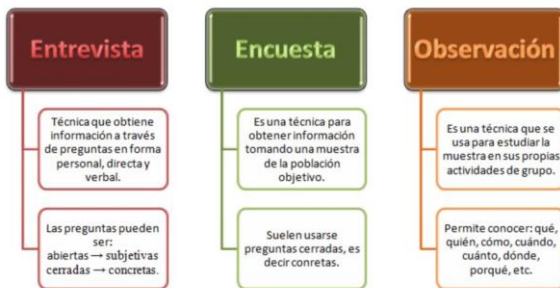 Entrevista
Técnica que obtiene
información a través
de preguntas en forma
personal, directa y
verbal.
Las preguntas pueden
ser:
abiertas → subjetivas
cerradas → concretas.
Encuesta
Es una técnica para
obtener información
tomando una muestra
de la población
objetivo.
Suelen usarse
preguntas cerradas, es
decir conretas.
Observación
Es una técnica que se
usa para estudiar la
muestra en sus propias
actividades de grupo.
Permite conocer: qué,
quién, cómo, cuándo,
cuánto, dónde,
porqué, etc.